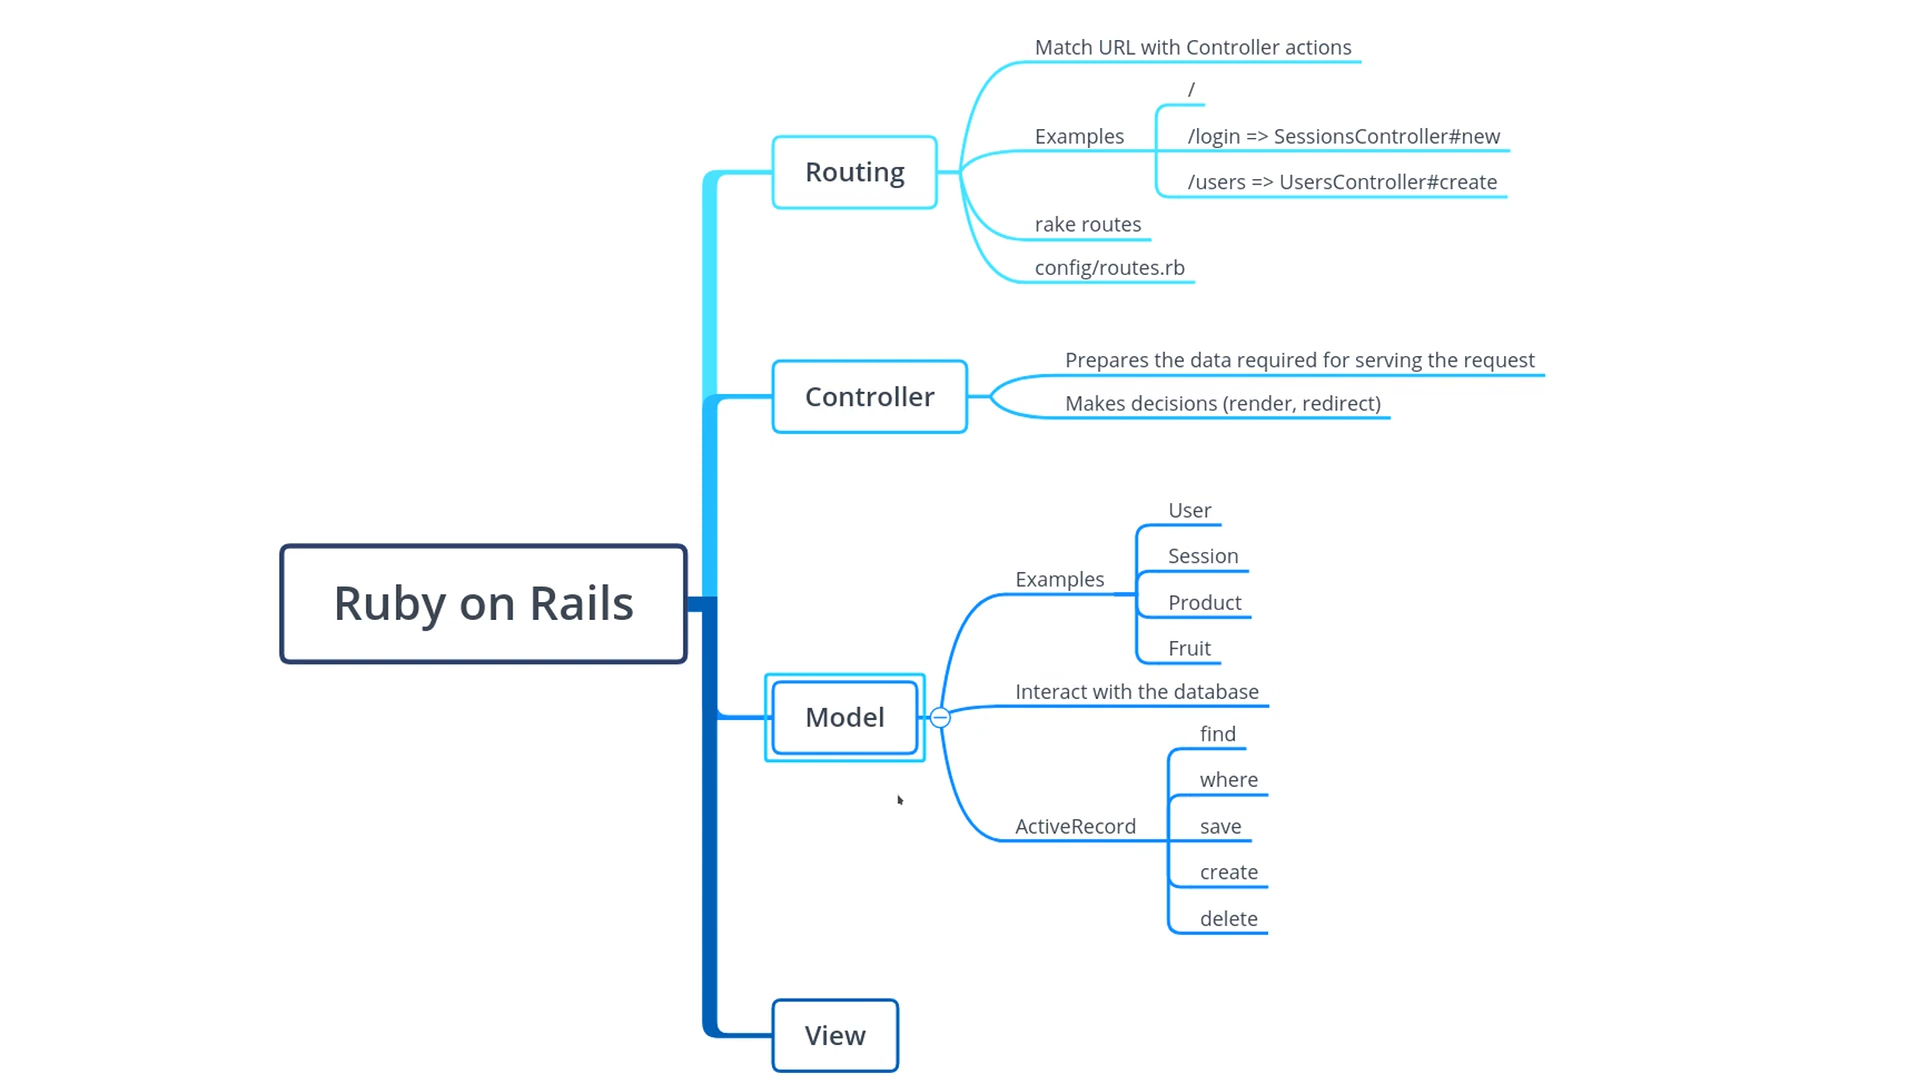 Ruby on Rails
Routing
Match URL with Controller actions
Examples
/
/login => SessionsController#new
/users => UsersController#create
rake routes
config/routes.rb
Controller
Prepares the data required for serving the request
Makes decisions (render, redirect)
Model
Examples
User
Session
Product
Fruit
Interact with the database
ActiveRecord
find
where
save
create
delete
View